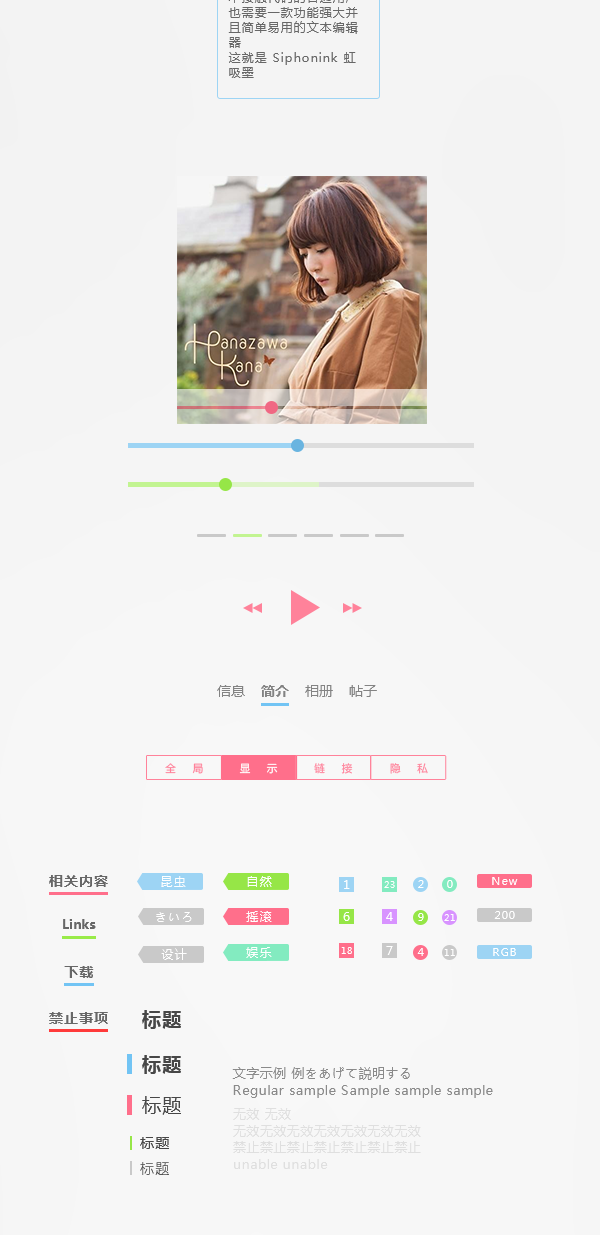 也需要一款功能强大并
且简单易用的文本编辑
器
这就是 Siphonink 虹
吸墨
Hanazawa
Kana
信息 简介 相册 帖子
全局 显示 链接 隐私
相关内容 昆虫 自然 1 23 2 0 New
Links きいろ 摇滚 6 4 9 21 200
下载 设计 娱乐 18 7 4 11 RGB
禁止事项 标题
标题
标题
标题
标题
文字示例 例をあげて説明する
Regular sample Sample sample sample
无效 无效
无效无效无效无效无效无效无效
禁止禁止禁止禁止禁止禁止禁止
unable unable